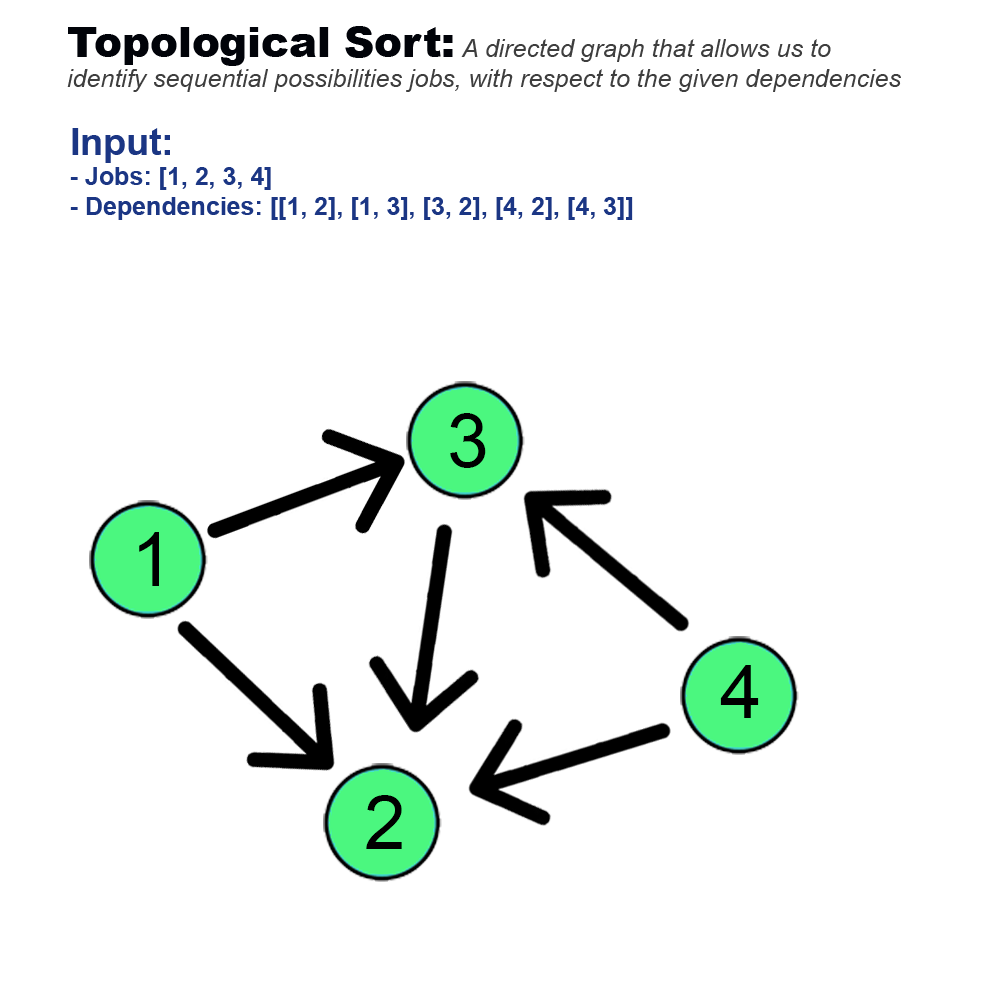 Topological Sort: A directed graph that allows us to
identify sequential possibilities jobs, with respect to the given dependencies
Input:
- Jobs: [1, 2, 3, 4]
- Dependencies: [[1, 2], [1, 3], [3, 2], [4, 2], [4, 3]]
3
1
4
2